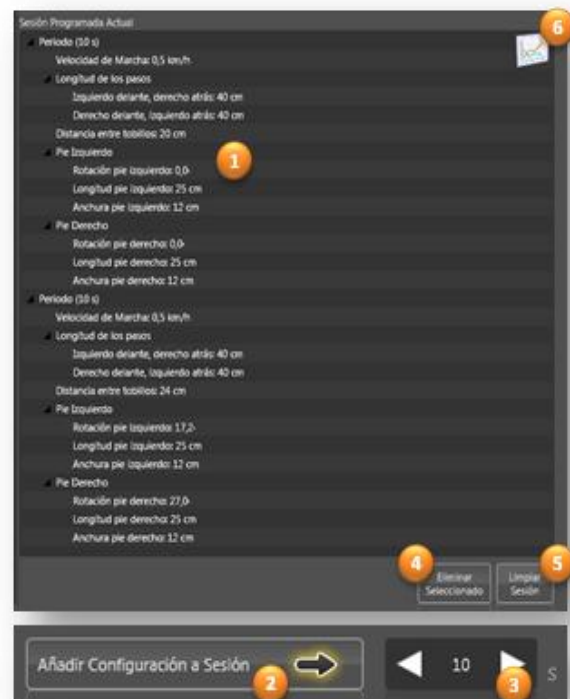 Sesión Programada Actual
6
Periodo (10 s)
Velocidad de Marcha: 0,5 km/h
Longitud de los pasos
Izquierdo delante, derecho atrás: 40 cm
Derecho delante, izquierdo atrás: 40 cm
Distancia entre tobillos: 20 cm
Pie Izquierdo
1
Rotación pie izquierdo: 0,0
Longitud pie izquierdo: 25 cm
Anchura pie izquierdo: 12 cm
Pie Derecho
Rotación pie derecho: 0,0
Longitud pie derecho: 25 cm
Anchura pie derecho: 12 cm
Periodo (10 s)
Velocidad de Marcha: 0,5 km/h
Longitud de los pasos
Izquierdo delante, derecho atrás: 40 cm
Derecho delante, izquierdo atrás: 40 cm
Distancia entre tobillos: 24 cm
Pie Izquierdo
Rotación pie izquierdo: 17,2
Longitud pie izquierdo: 25 cm
Anchura pie izquierdo: 12 cm
Pie Derecho
Rotación pie derecho: 27,0
Longitud pie derecho: 25 cm
Anchura pie derecho: 12 cm
4 Eliminar Seleccionado
5 Limpiar Sesión
Añadir Configuración a Sesión 10 S
2 3